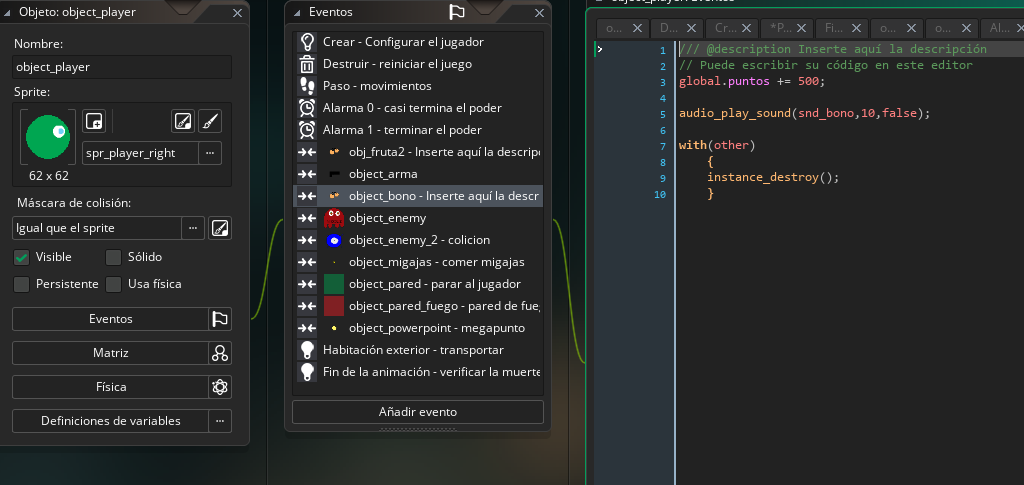 Objeto: object_player
Nombre:
object_player
Sprite:
spr_player_right
62 x 62
Máscara de colisión:
Igual que el sprite
Visible
Sólido
Persistente
Usa física
Eventos
Matriz
Física
Definiciones de variables
Eventos
Crear - Configurar el jugador
Destruir - reiniciar el juego
Paso - movimientos
Alarma 0 - casi termina el poder
Alarma 1 - terminar el poder
obj_fruta2 - Inserte aquí la descripc
object_arma
object_bono - Inserte aquí la descr
object_enemy
object_enemy_2 - colicion
object_migajas - comer migajas
object_pared - parar al jugador
object_pared_fuego - pared de fue
object_powerpoint - megapunto
Habitación exterior - transportar
Fin de la animación - verificar la muerte
Añadir evento
object_player: Eventos
o... D... Cr... *P... Fi... o... o... Al...
1 /// @description Inserte aquí la descripción
2 // Puede escribir su código en este editor
3 global.puntos += 500;
4
5 audio_play_sound(snd_bono,10,false);
6
7 with(other)
8 {
9 instance_destroy();
10 }